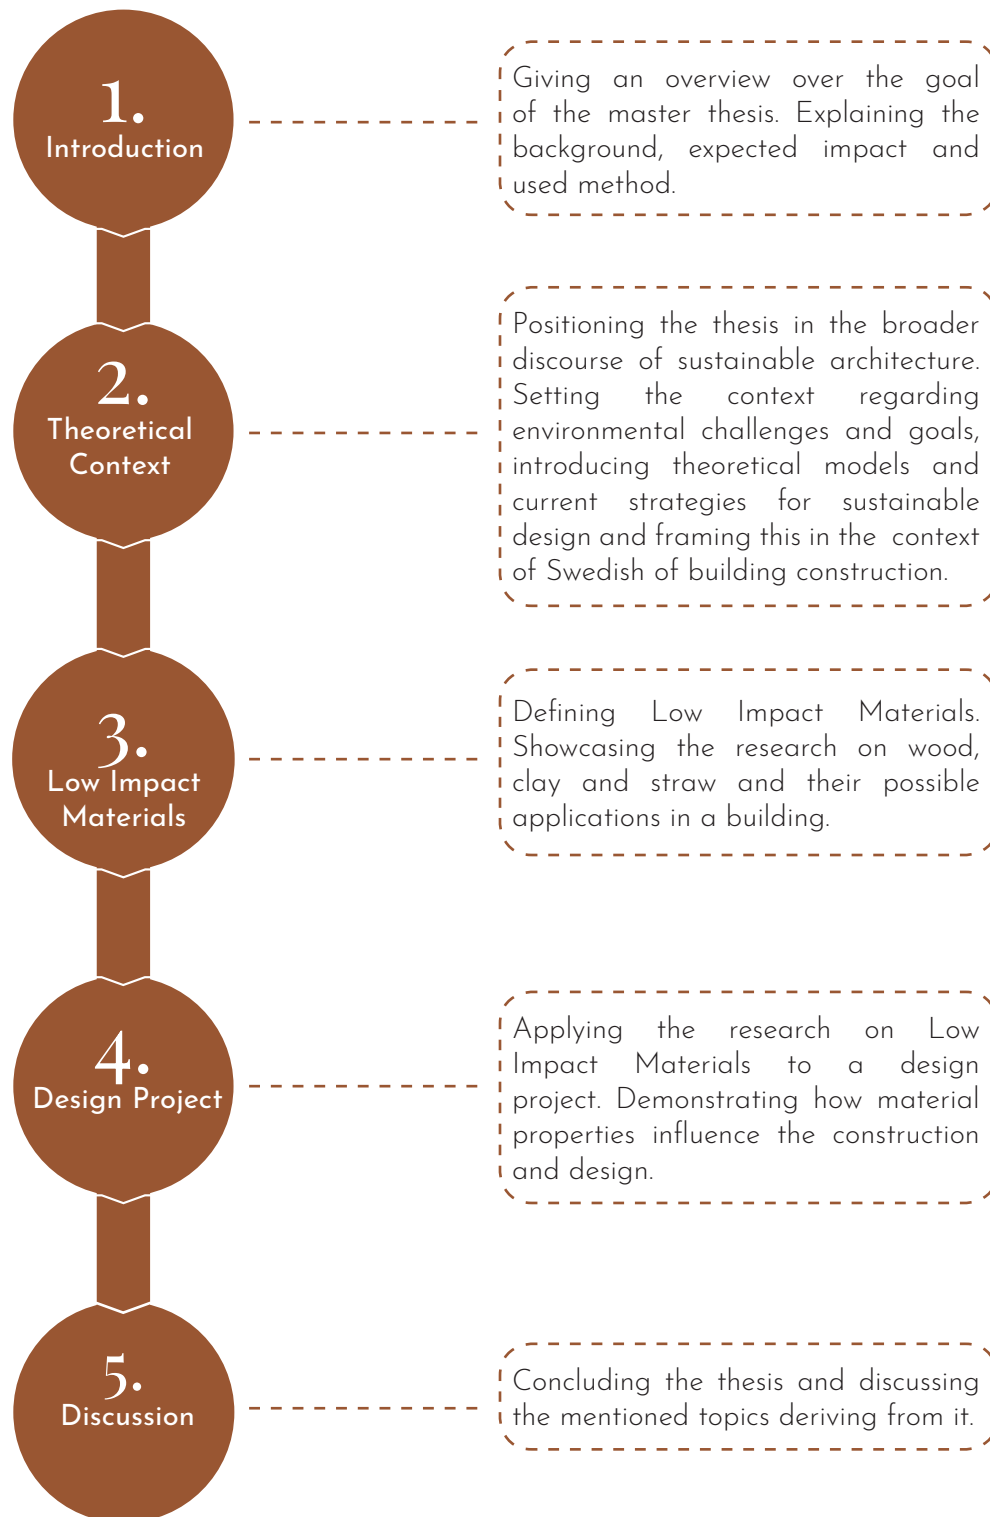 1.
Introduction
Giving an overview over the goal
of the master thesis. Explaining the
background, expected impact and
used method.
2.
Theoretical
Context
Positioning the thesis in the broader
discourse of sustainable architecture.
Setting the context regarding
environmental challenges and goals,
introducing theoretical models and
current strategies for sustainable
design and framing this in the context
of Swedish of building construction.
3.
Low Impact
Materials
Defining Low Impact Materials.
Showcasing the research on wood,
clay and straw and their possible
applications in a building.
4.
Design Project
Applying the research on Low
Impact Materials to a design
project. Demonstrating how material
properties influence the construction
and design.
5.
Discussion
Concluding the thesis and discussing
the mentioned topics deriving from it.